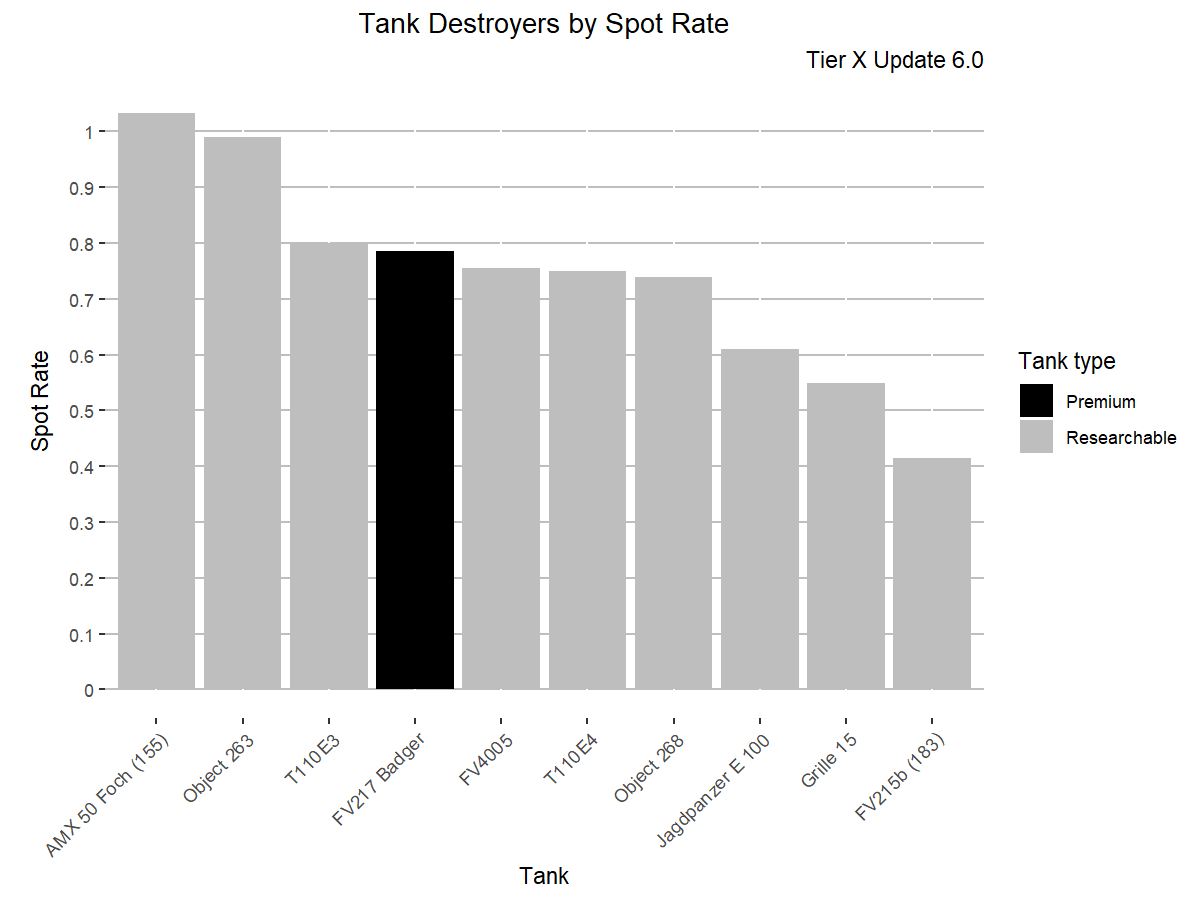 Tank Destroyers by Spot Rate
Tier X Update 6.0
Spot Rate
1
0.9
0.8
0.7
0.6
0.5
0.4
0.3
0.2
0.1
0
AMX 50 Foch (155)
Object 263
T110E3
FV217 Badger
FV4005
T110E4
Object 268
Jagdpanzer E 100
Grille 15
FV215b (183)
Tank
Tank type
Premium
Researchable